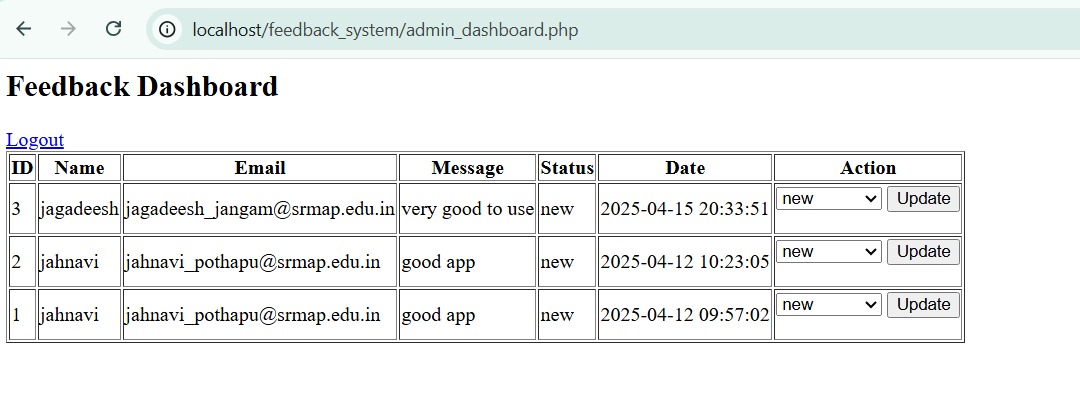 localhost/feedback_system/admin_dashboard.php
Feedback Dashboard
Logout
ID Name Email Message Status Date Action
3 jagadeesh jagadeesh_jangam@srmap.edu.in very good to use new 2025-04-15 20:33:51 new Update
2 jahnavi jahnavi_pothapu@srmap.edu.in good app new 2025-04-12 10:23:05 new Update
1 jahnavi jahnavi_pothapu@srmap.edu.in good app new 2025-04-12 09:57:02 new Update